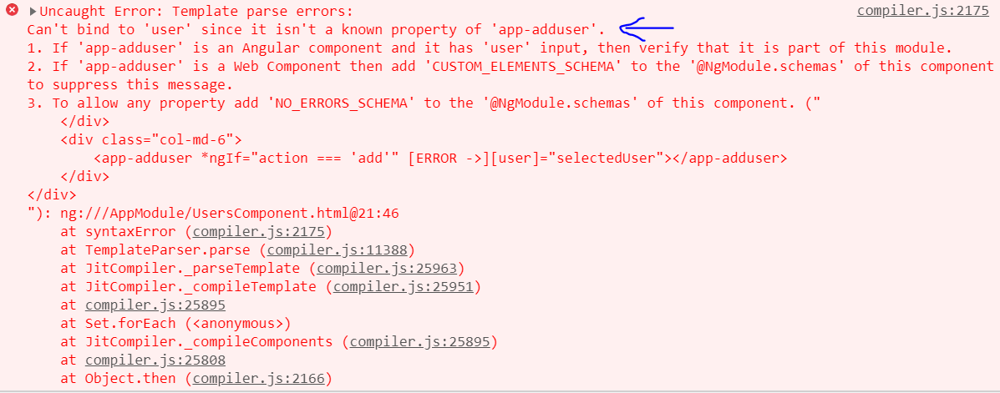 Uncaught Error: Template parse errors: compiler.js:2175
Can't bind to 'user' since it isn't a known property of 'app-adduser'.
1. If 'app-adduser' is an Angular component and it has 'user' input, then verify that it is part of this module.
2. If 'app-adduser' is a Web Component then add 'CUSTOM_ELEMENTS_SCHEMA' to the '@NgModule.schemas' of this component
to suppress this message.
3. To allow any property add 'NO_ERRORS_SCHEMA' to the '@NgModule.schemas' of this component. ("
    </div>
    <div class="col-md-6">
        <app-adduser *ngIf="action === 'add'" [ERROR ->][user]="selectedUser"></app-adduser>
    </div>
</div>
"): ng:///AppModule/UsersComponent.html@21:46
    at syntaxError (compiler.js:2175)
    at TemplateParser.parse (compiler.js:11388)
    at JitCompiler._parseTemplate (compiler.js:25963)
    at JitCompiler._compileTemplate (compiler.js:25951)
    at compiler.js:25895
    at Set.forEach (<anonymous>)
    at JitCompiler._compileComponents (compiler.js:25895)
    at compiler.js:25808
    at Object.then (compiler.js:2166)